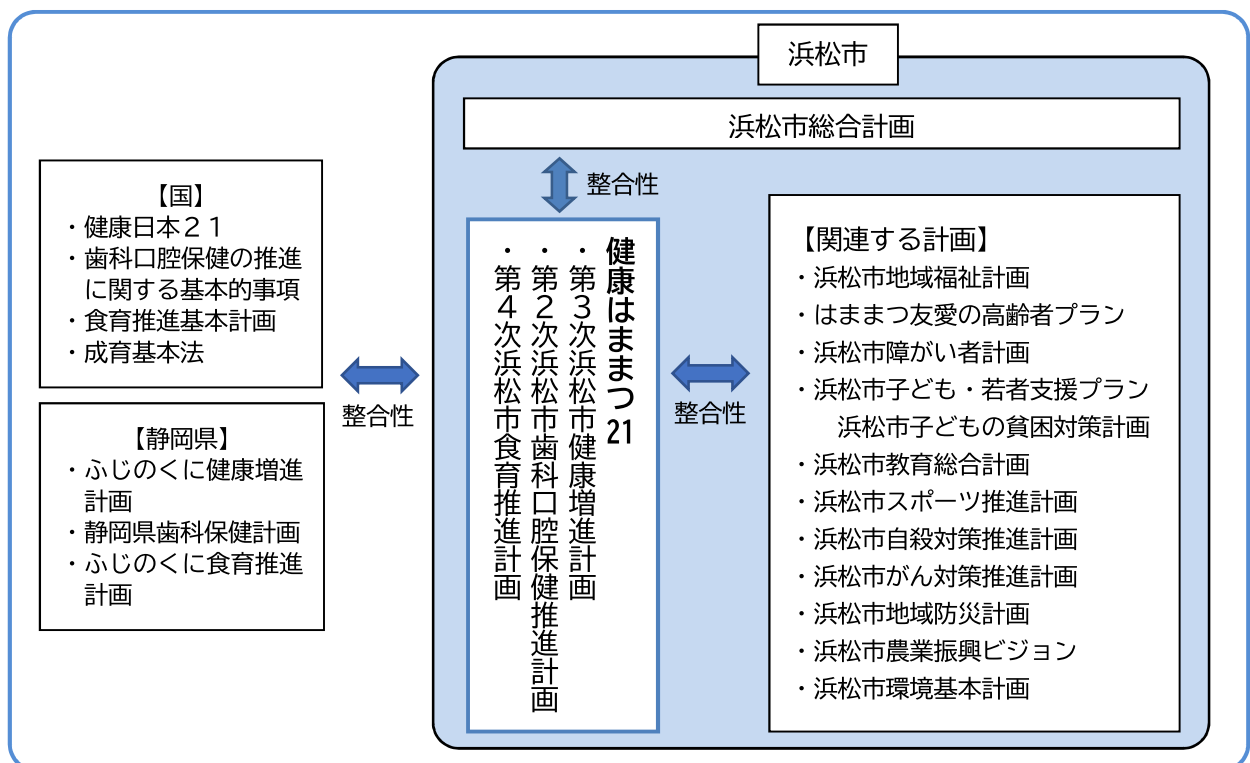 浜松市
浜松市総合計画
整合性
【国】
・健康日本２１
・歯科口腔保健の推進
に関する基本的事項
・食育推進基本計画
・成育基本法
【静岡県】
・ふじのくに健康増進
計画
・静岡県歯科保健計画
・ふじのくに食育推進
計画
整合性
健康はままつ21
・第３次浜松市健康増進計画
・第２次浜松市歯科口腔保健推進計画
・第４次浜松市食育推進計画
整合性
【関連する計画】
・浜松市地域福祉計画
・はままつ友愛の高齢者プラン
・浜松市障がい者計画
・浜松市子ども・若者支援プラン
浜松市子どもの貧困対策計画
・浜松市教育総合計画
・浜松市スポーツ推進計画
・浜松市自殺対策推進計画
・浜松市がん対策推進計画
・浜松市地域防災計画
・浜松市農業振興ビジョン
・浜松市環境基本計画